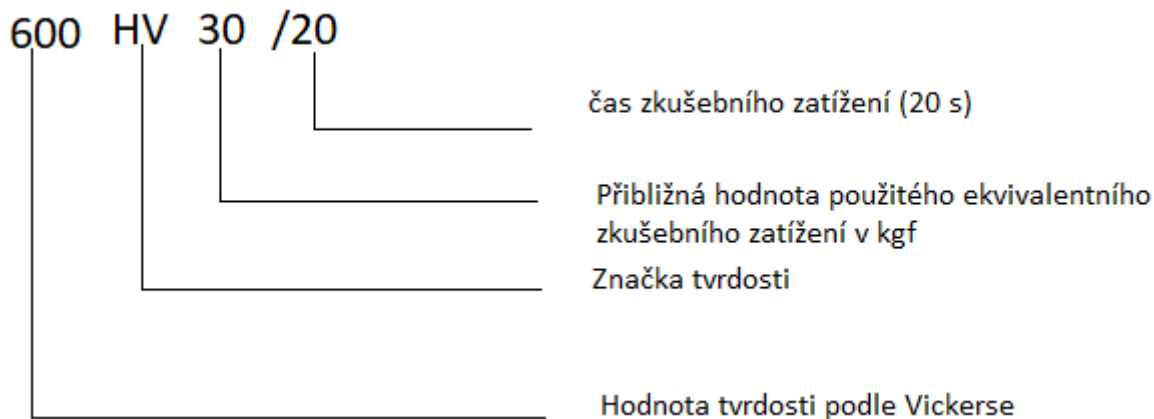 600 HV 30 /20
čas zkušebního zatížení (20 s)
Přibližná hodnota použitého ekvivalentního
zkušebního zatížení v kgf
Značka tvrdosti
Hodnota tvrdosti podle Vickerse